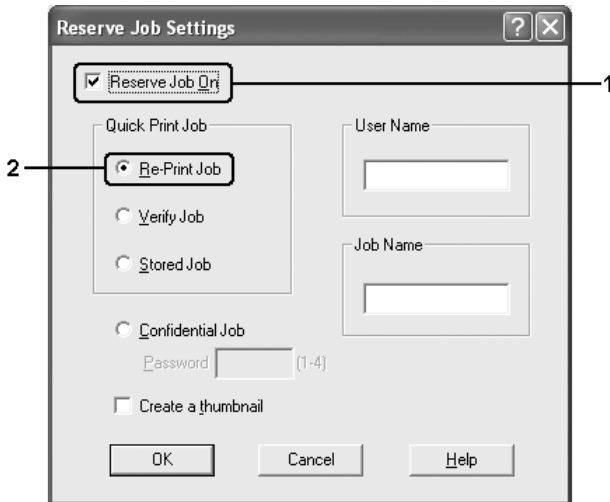 Reserve Job Settings
Reserve Job On
1
Quick Print Job
User Name
2
Re-Print Job
Verify Job
Job Name
Stored Job
Confidential Job
Password
(1-4)
Create a thumbnail
OK
Cancel
Help